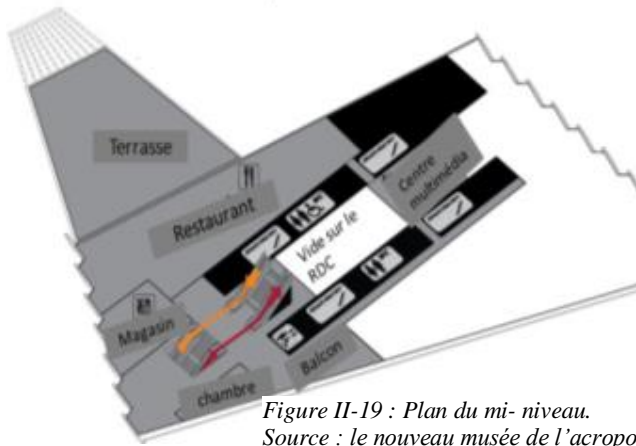 Terrasse
Restaurant
Centre
multimédia
Vide sur le
RDC
Magasin
Balcon
chambre
Figure II-19 : Plan du mi- niveau.
Source : le nouveau musée de l’acropo